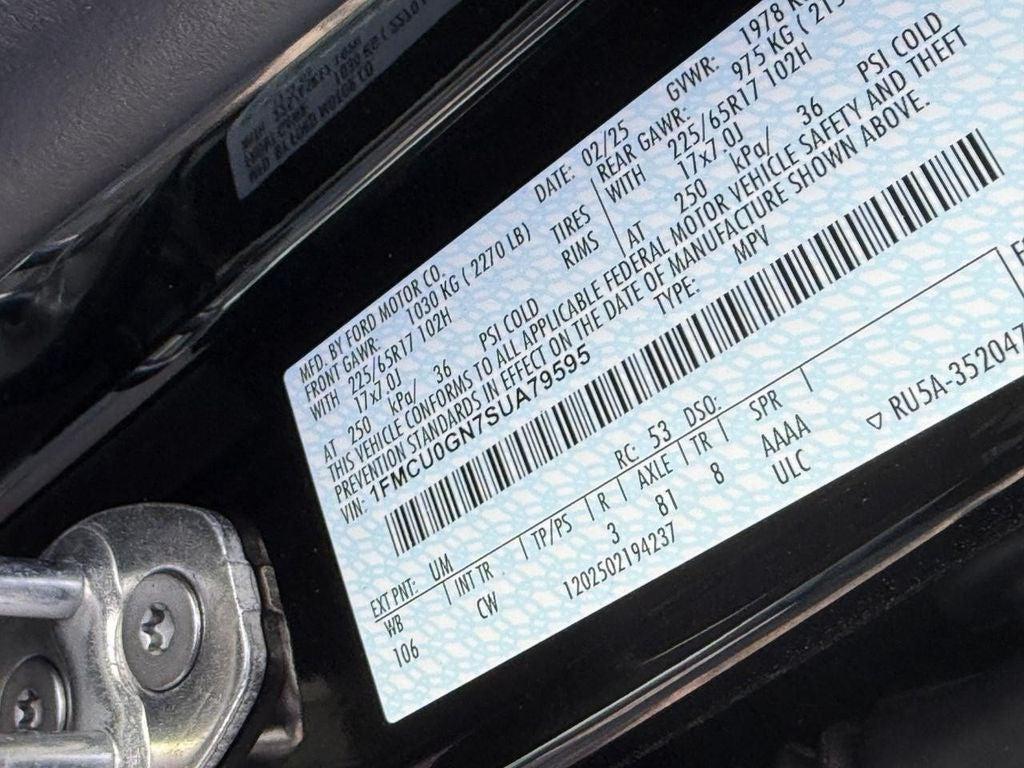 MFD. BY FORD MOTOR CO. DATE: 02/25 GVWR: 1978 K
FRONT GAWR: 1030 KG ( 2270 LB) REAR GAWR: 975 KG ( 215
WITH 225/65R17 102H TIRES WITH 225/65R17 102H
17x7.0J RIMS 17x7.0J
AT 250 kPa/ 36 PSI COLD AT 250 kPa/ 36 PSI COLD
THIS VEHICLE CONFORMS TO ALL APPLICABLE FEDERAL MOTOR VEHICLE SAFETY AND THEFT
PREVENTION STANDARDS IN EFFECT ON THE DATE OF MANUFACTURE SHOWN ABOVE.
VIN: 1FMCU0GN7SUA79595 TYPE: MPV
EXT PNT: UM RC: 53 DSO:
WB INT TR TP/PS R AXLE TR SPR
106 CW 3 81 8 AAAA
1202502194237 ULC
RU5A-352047